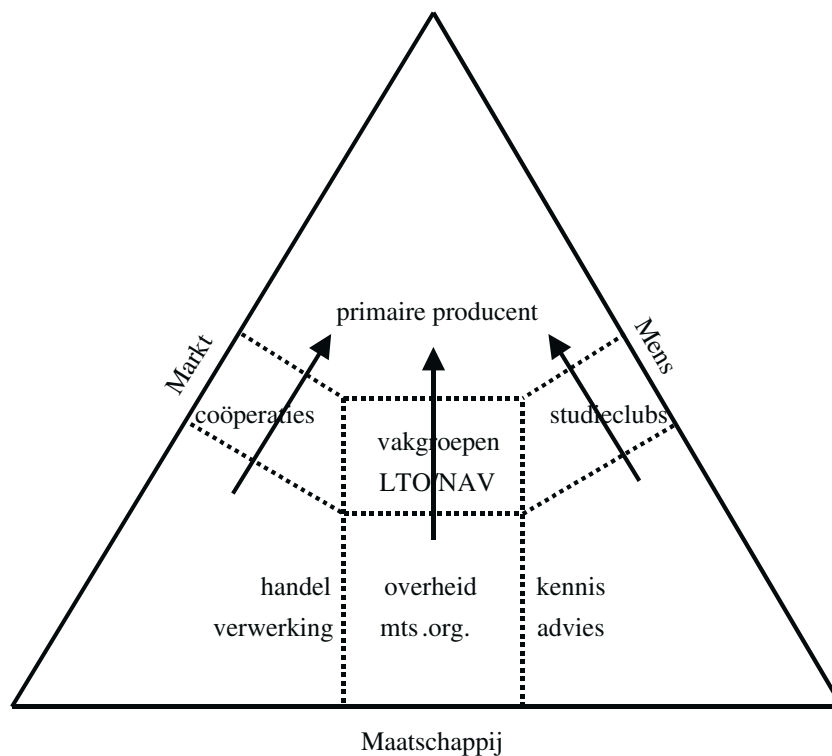 primaire producent
Markt
Mens
coöperaties
studieclubs
vakgroepen
LTO/NAV
handel
verwerking
overheid
mts.org.
kennis
advies
Maatschappij